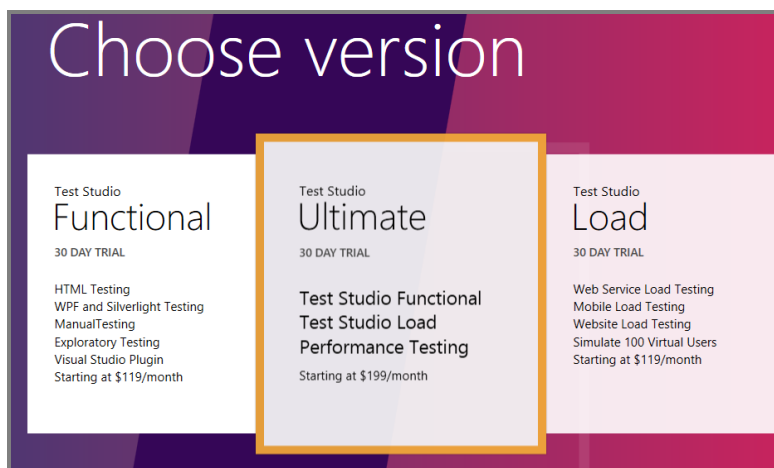 Choose version
Test Studio
Functional
30 DAY TRIAL
HTML Testing
WPF and Silverlight Testing
ManualTesting
Exploratory Testing
Visual Studio Plugin
Starting at $119/month
Test Studio
Ultimate
30 DAY TRIAL
Test Studio Functional
Test Studio Load
Performance Testing
Starting at $199/month
Test Studio
Load
30 DAY TRIAL
Web Service Load Testing
Mobile Load Testing
Website Load Testing
Simulate 100 Virtual Users
Starting at $119/month